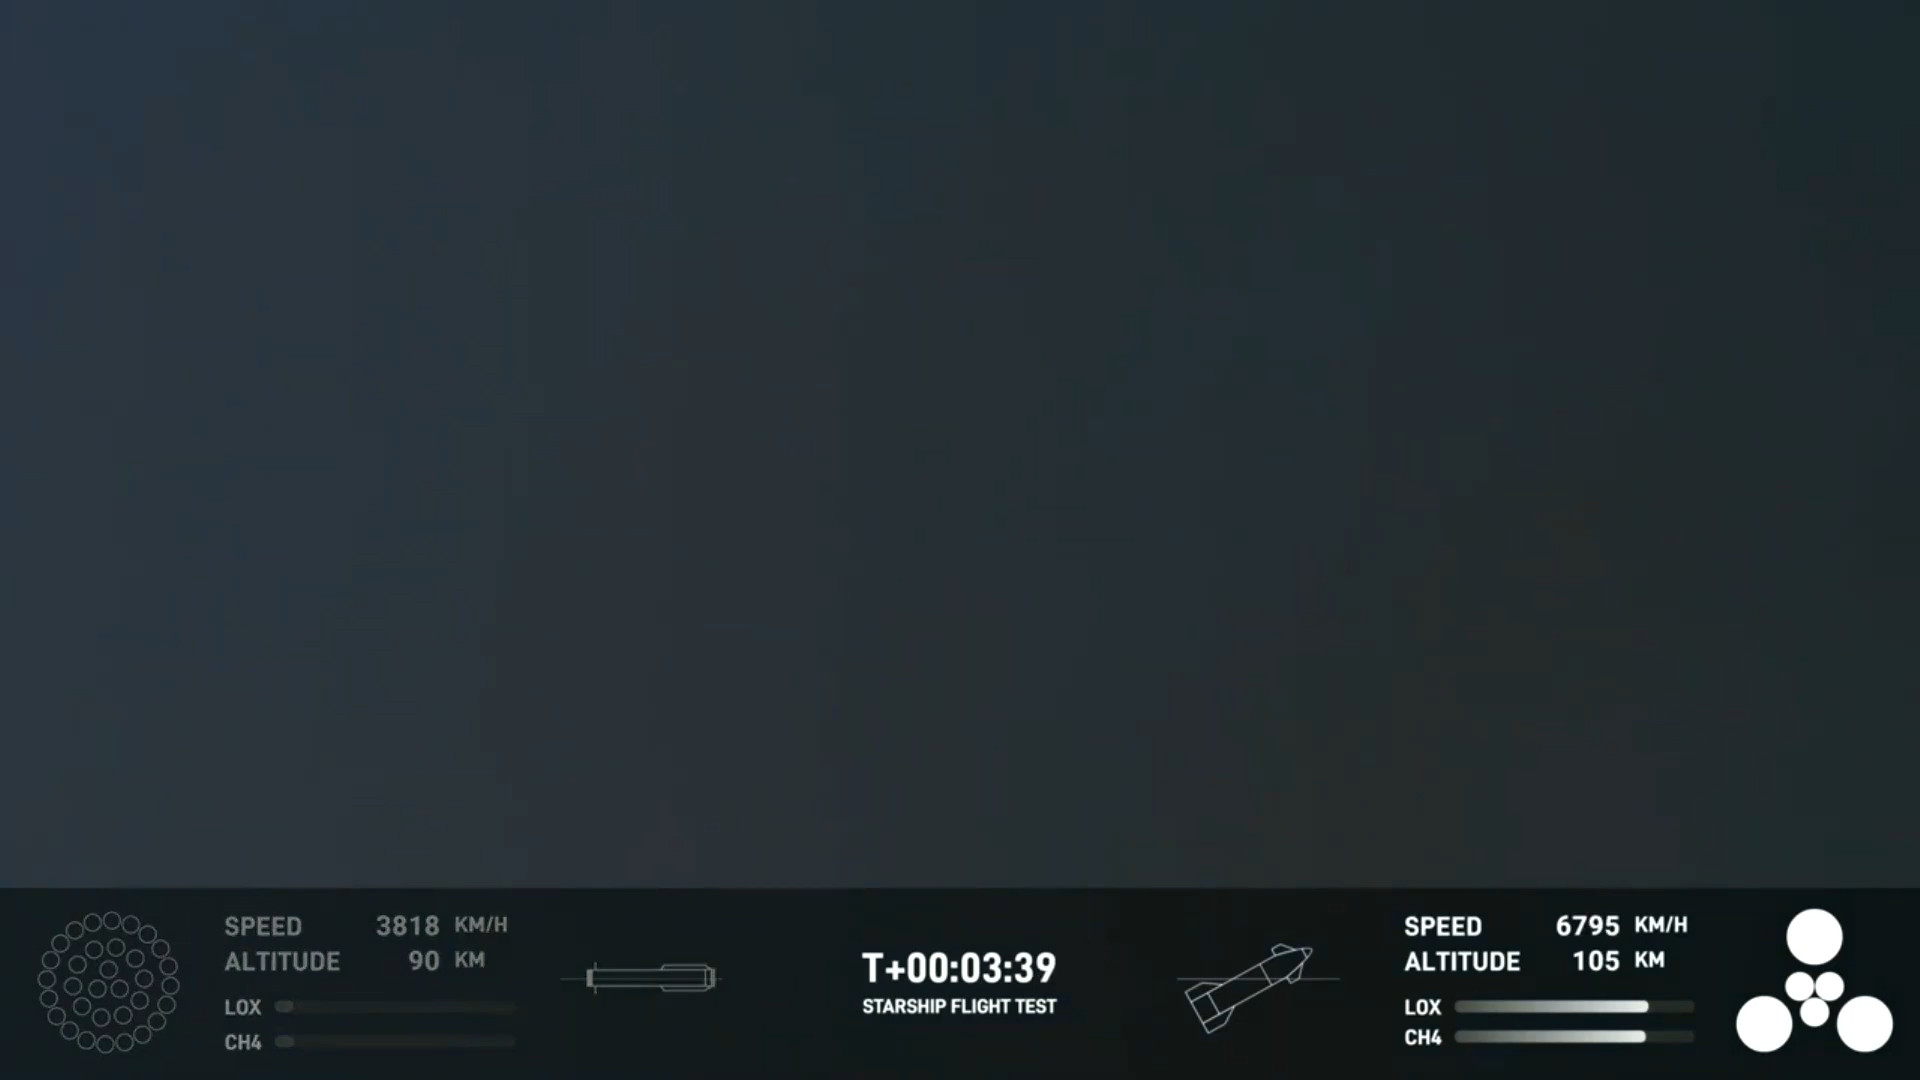 SPEED 3818 KM/H
ALTITUDE 90 KM
LOX
CH4
T+00:03:39
STARSHIP FLIGHT TEST
SPEED 6795 KM/H
ALTITUDE 105 KM
LOX
CH4